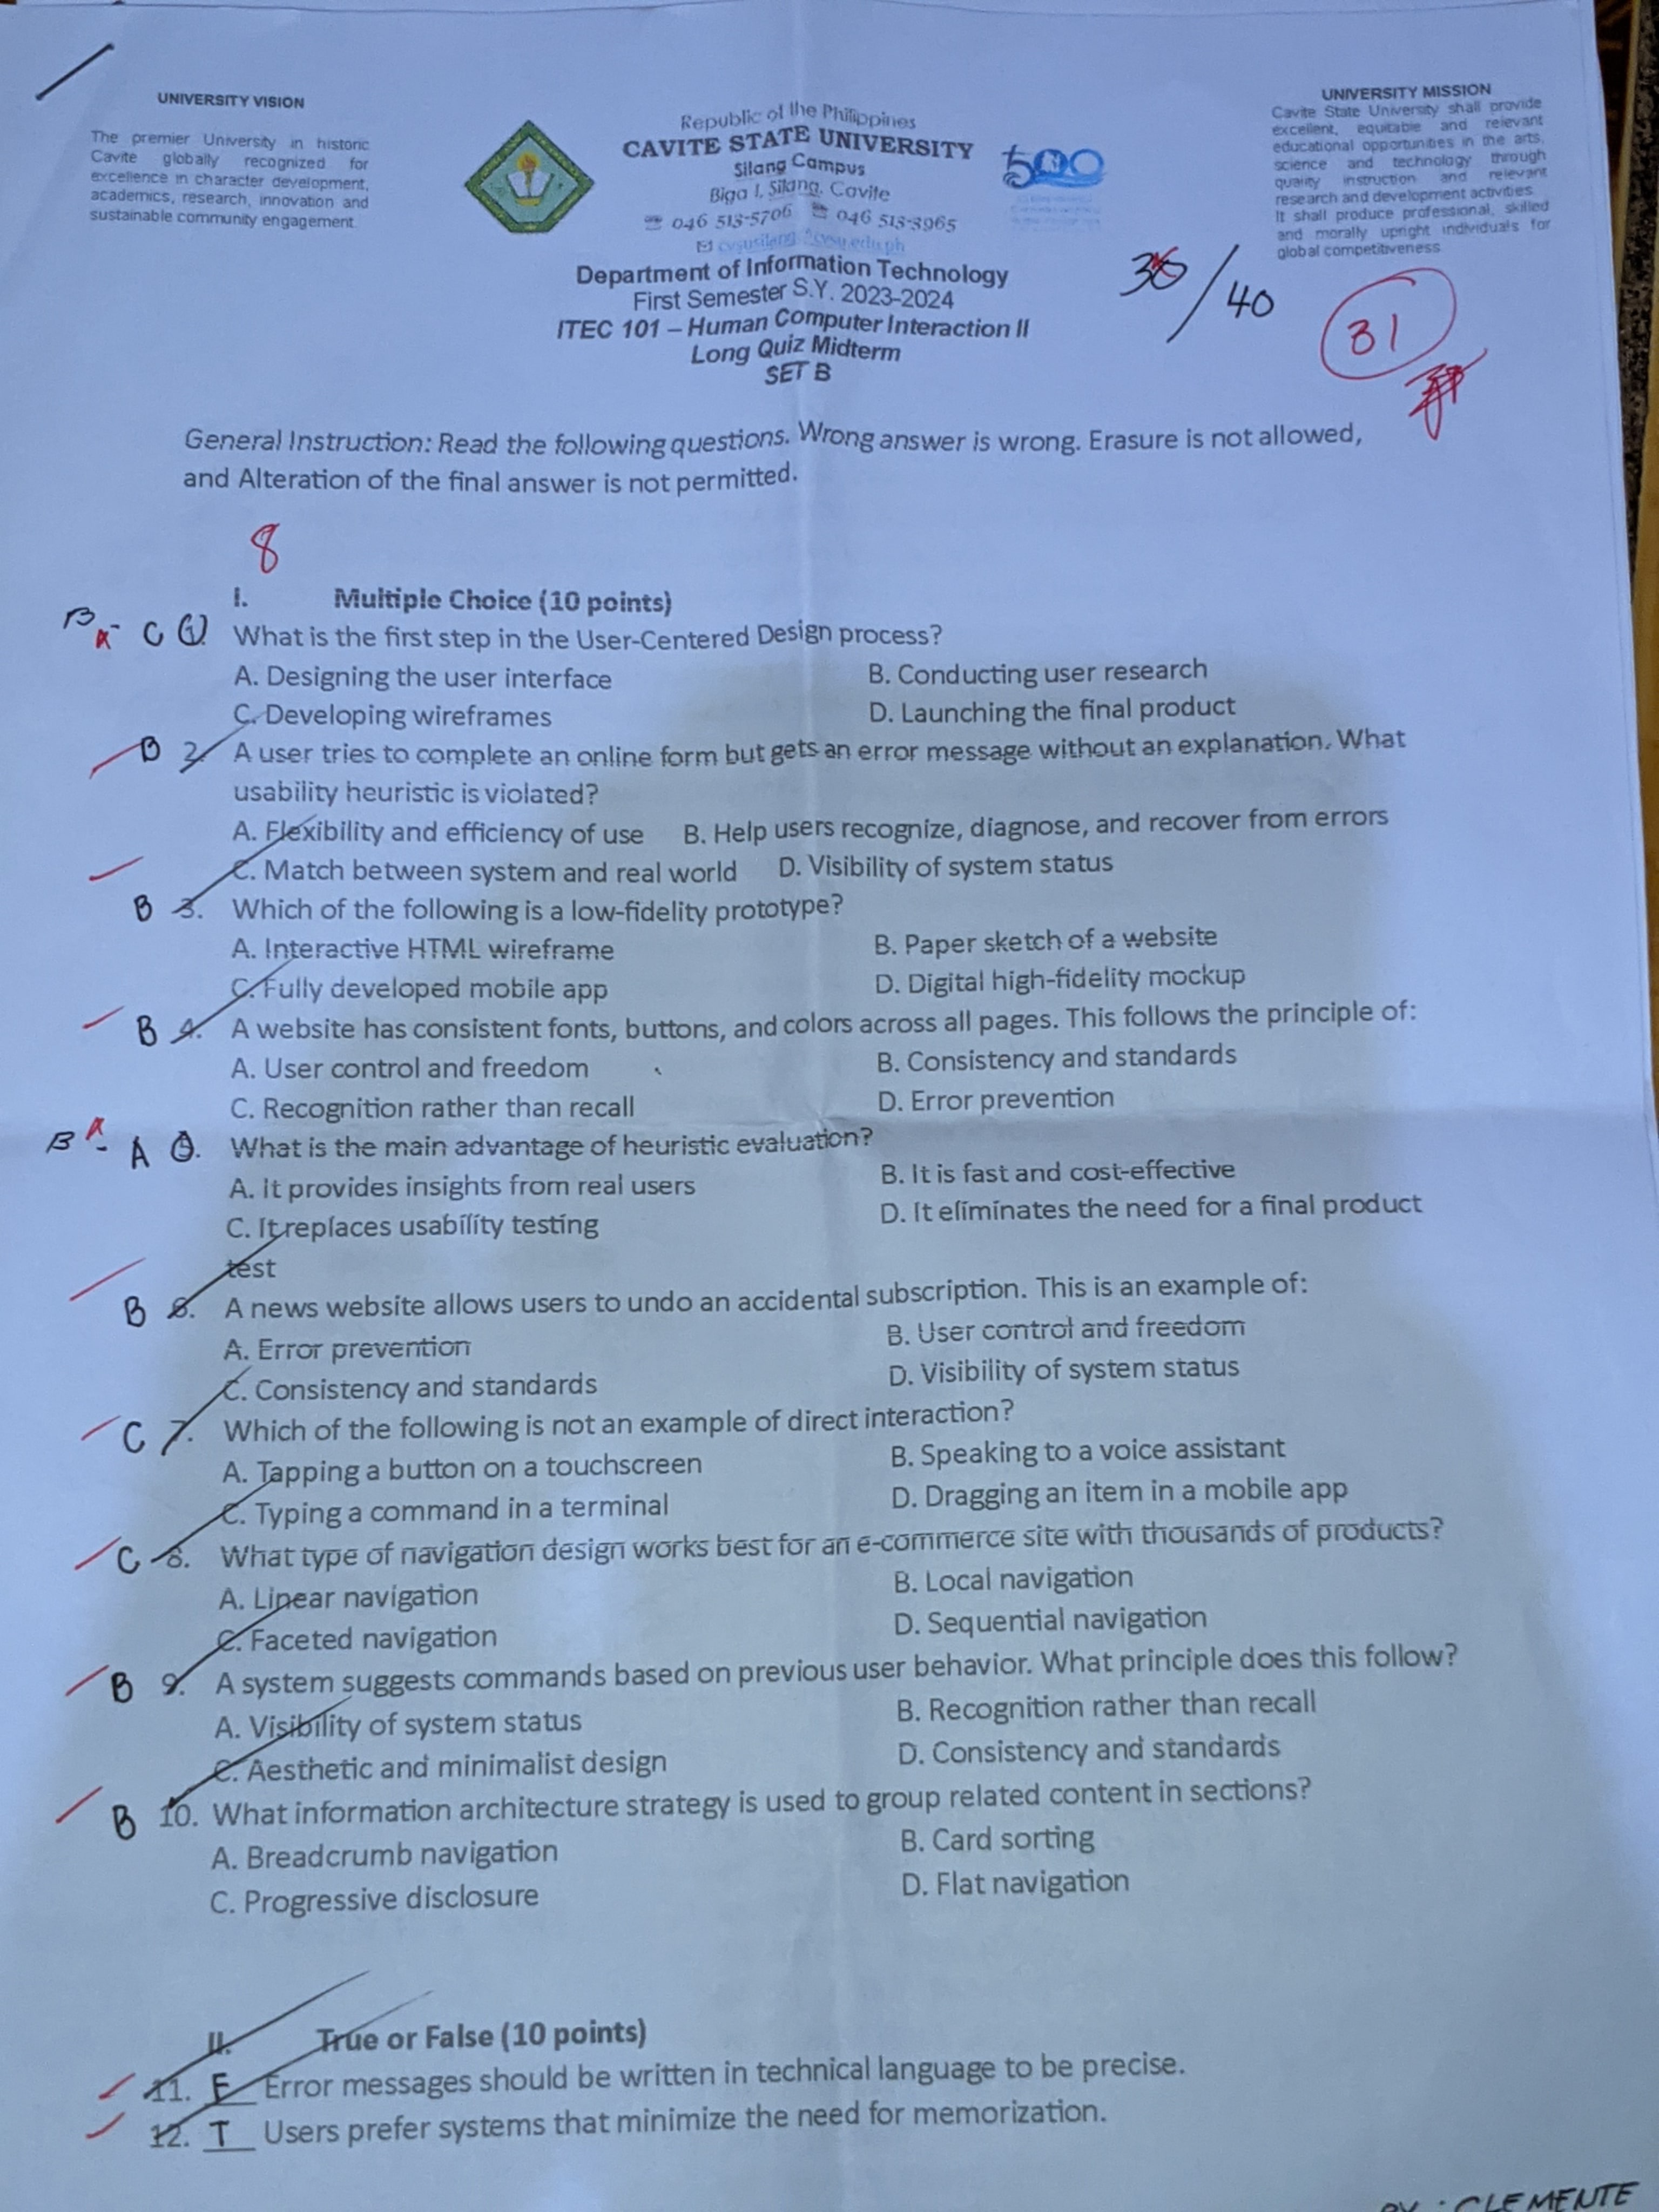 UNIVERSITY VISION
The premier University in historic
Cavite globally recognized for
excellence in character development,
academics, research, innovation and
sustainable community engagement.
Republic of the Philippines
CAVITE STATE UNIVERSITY
Silang Campus
Biga I, Silang, Cavite
☎ 046 513-5706 ☎ 046 513-3965
cvsusilang@cvsu.edu.ph
500
UNIVERSITY MISSION
Cavite State University shall provide
excellent, equitable and relevant
educational opportunities in the arts,
science and technology through
quality instruction and relevant
research and development activities.
It shall produce professional, skilled
and morally upright individuals for
global competitiveness.
Department of Information Technology
First Semester S.Y. 2023-2024
ITEC 101 – Human Computer Interaction II
Long Quiz Midterm
SET B
/40
31
General Instruction: Read the following questions. Wrong answer is wrong. Erasure is not allowed,
and Alteration of the final answer is not permitted.
8
I. Multiple Choice (10 points)
B C 1. What is the first step in the User-Centered Design process?
A. Designing the user interface B. Conducting user research
C. Developing wireframes D. Launching the final product
B 2. A user tries to complete an online form but gets an error message without an explanation. What
usability heuristic is violated?
A. Flexibility and efficiency of use B. Help users recognize, diagnose, and recover from errors
C. Match between system and real world D. Visibility of system status
B 3. Which of the following is a low-fidelity prototype?
A. Interactive HTML wireframe B. Paper sketch of a website
C. Fully developed mobile app D. Digital high-fidelity mockup
B 4. A website has consistent fonts, buttons, and colors across all pages. This follows the principle of:
A. User control and freedom B. Consistency and standards
C. Recognition rather than recall D. Error prevention
B A 5. What is the main advantage of heuristic evaluation?
A. It provides insights from real users B. It is fast and cost-effective
C. It replaces usability testing D. It eliminates the need for a final product
test
B 6. A news website allows users to undo an accidental subscription. This is an example of:
A. Error prevention B. User control and freedom
C. Consistency and standards D. Visibility of system status
C 7. Which of the following is not an example of direct interaction?
A. Tapping a button on a touchscreen B. Speaking to a voice assistant
C. Typing a command in a terminal D. Dragging an item in a mobile app
C 8. What type of navigation design works best for an e-commerce site with thousands of products?
A. Linear navigation B. Local navigation
C. Faceted navigation D. Sequential navigation
B 9. A system suggests commands based on previous user behavior. What principle does this follow?
A. Visibility of system status B. Recognition rather than recall
C. Aesthetic and minimalist design D. Consistency and standards
B 10. What information architecture strategy is used to group related content in sections?
A. Breadcrumb navigation B. Card sorting
C. Progressive disclosure D. Flat navigation
II. True or False (10 points)
11. F Error messages should be written in technical language to be precise.
12. T Users prefer systems that minimize the need for memorization.
BY : CLEMENTE